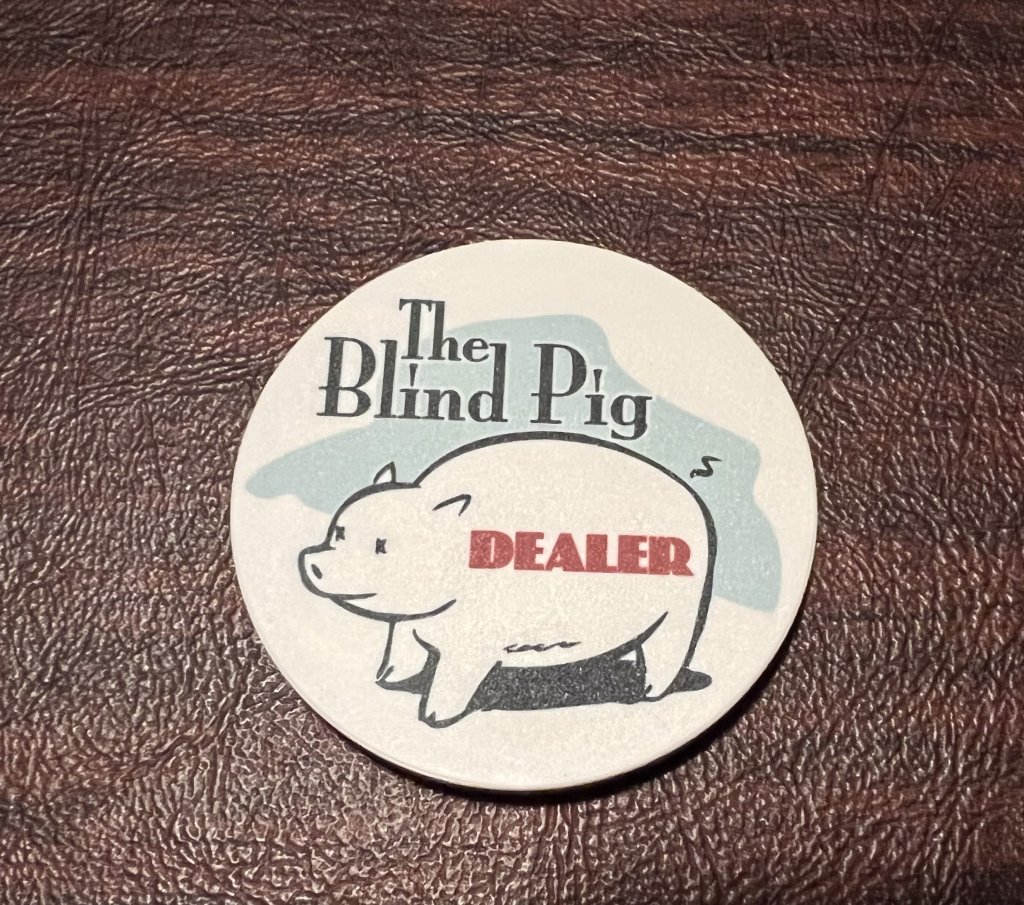 The
Blind Pig
DEALER